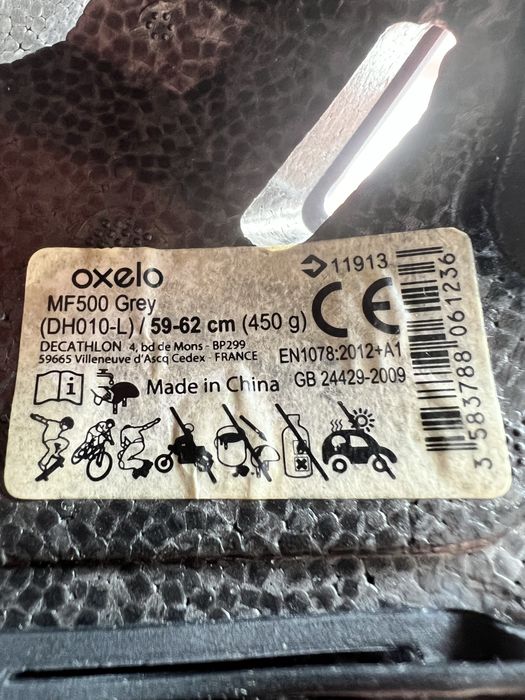 oxelo
11913
MF500 Grey
(DH010-L) / 59-62 cm (450 g)
CE
DECATHLON 4, bd de Mons - BP299
59665 Villeneuve d'Ascq Cedex - FRANCE
EN1078:2012+A1
i
Made in China
GB 24429-2009
3 583788 061236